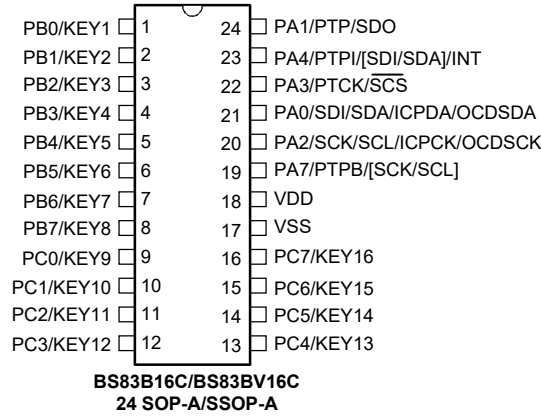 PB0/KEY1 1 24 PA1/PTP/SDO
PB1/KEY2 2 23 PA4/PTPI/[SDI/SDA]/INT
PB2/KEY3 3 22 PA3/PTCK/SCS
PB3/KEY4 4 21 PA0/SDI/SDA/ICPDA/OCDSDA
PB4/KEY5 5 20 PA2/SCK/SCL/ICPCK/OCDSCK
PB5/KEY6 6 19 PA7/PTPB/[SCK/SCL]
PB6/KEY7 7 18 VDD
PB7/KEY8 8 17 VSS
PC0/KEY9 9 16 PC7/KEY16
PC1/KEY10 10 15 PC6/KEY15
PC2/KEY11 11 14 PC5/KEY14
PC3/KEY12 12 13 PC4/KEY13
BS83B16C/BS83BV16C
24 SOP-A/SSOP-A